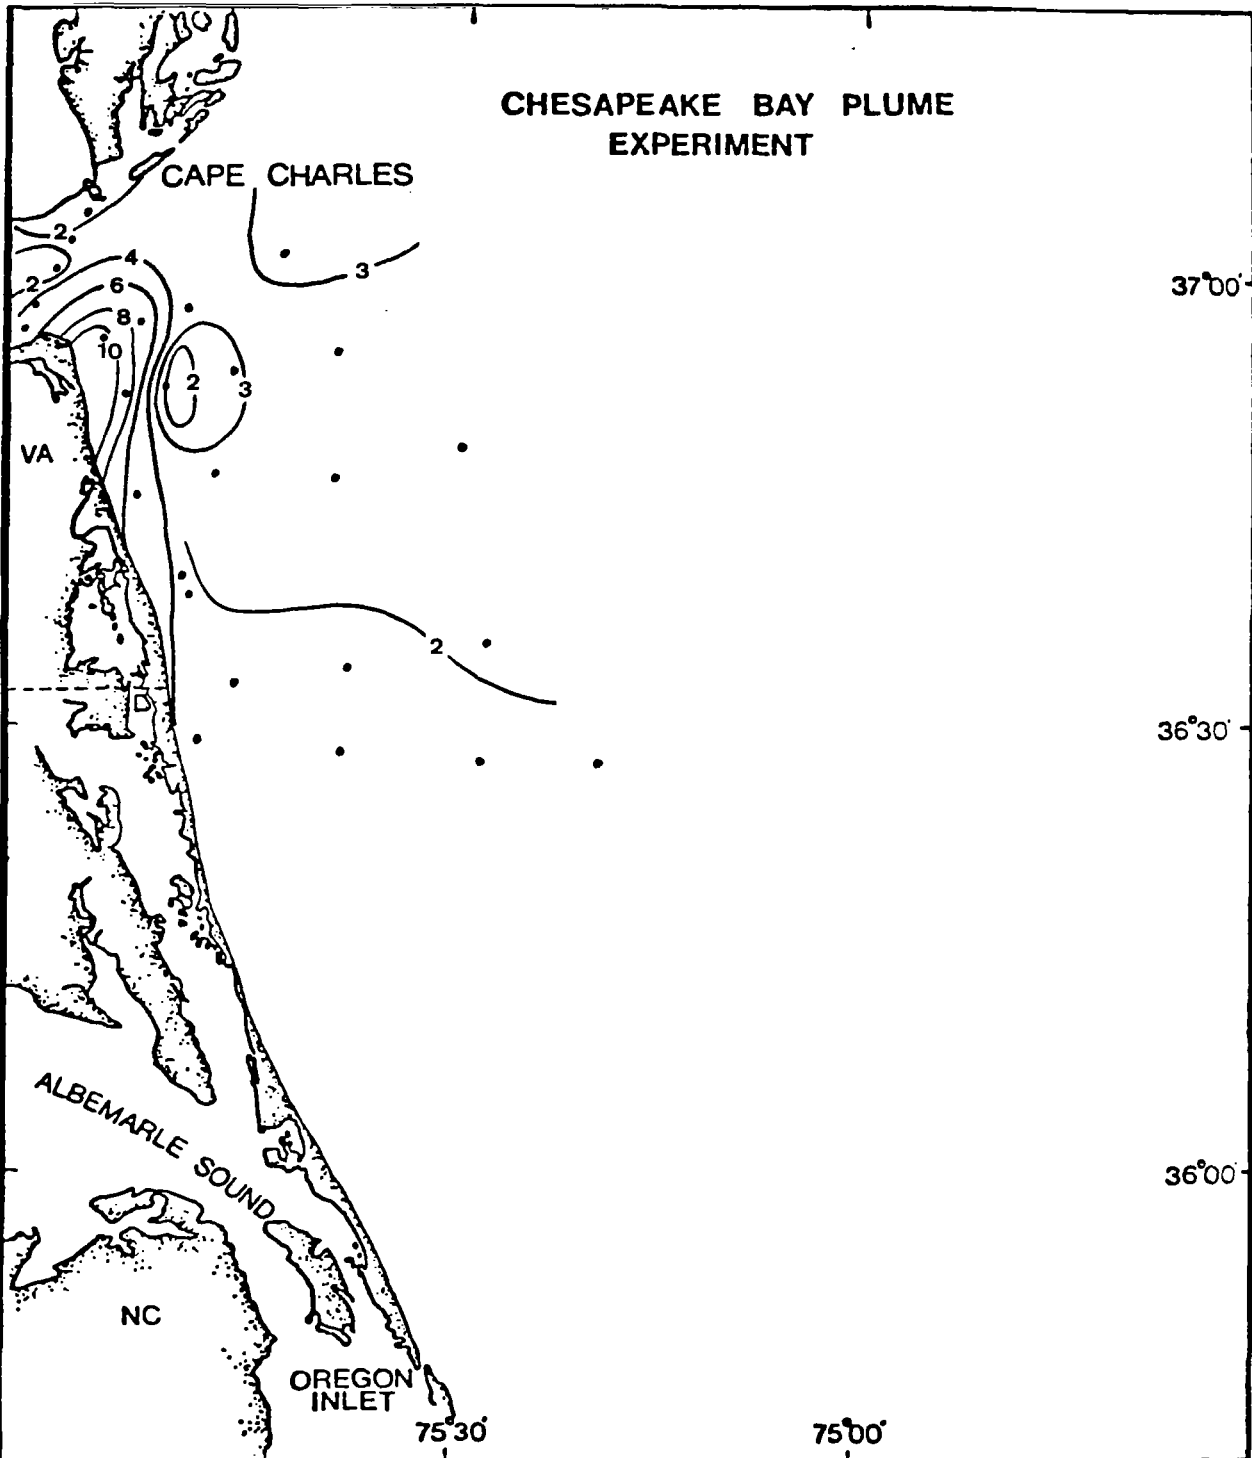 CHESAPEAKE BAY PLUME
EXPERIMENT
CAPE CHARLES
2
4
3
2
6
37°00'
8
10
2
3
VA
2
36°30'
ALBEMARLE SOUND
36°00'
NC
OREGON
INLET
75°30'
75°00'